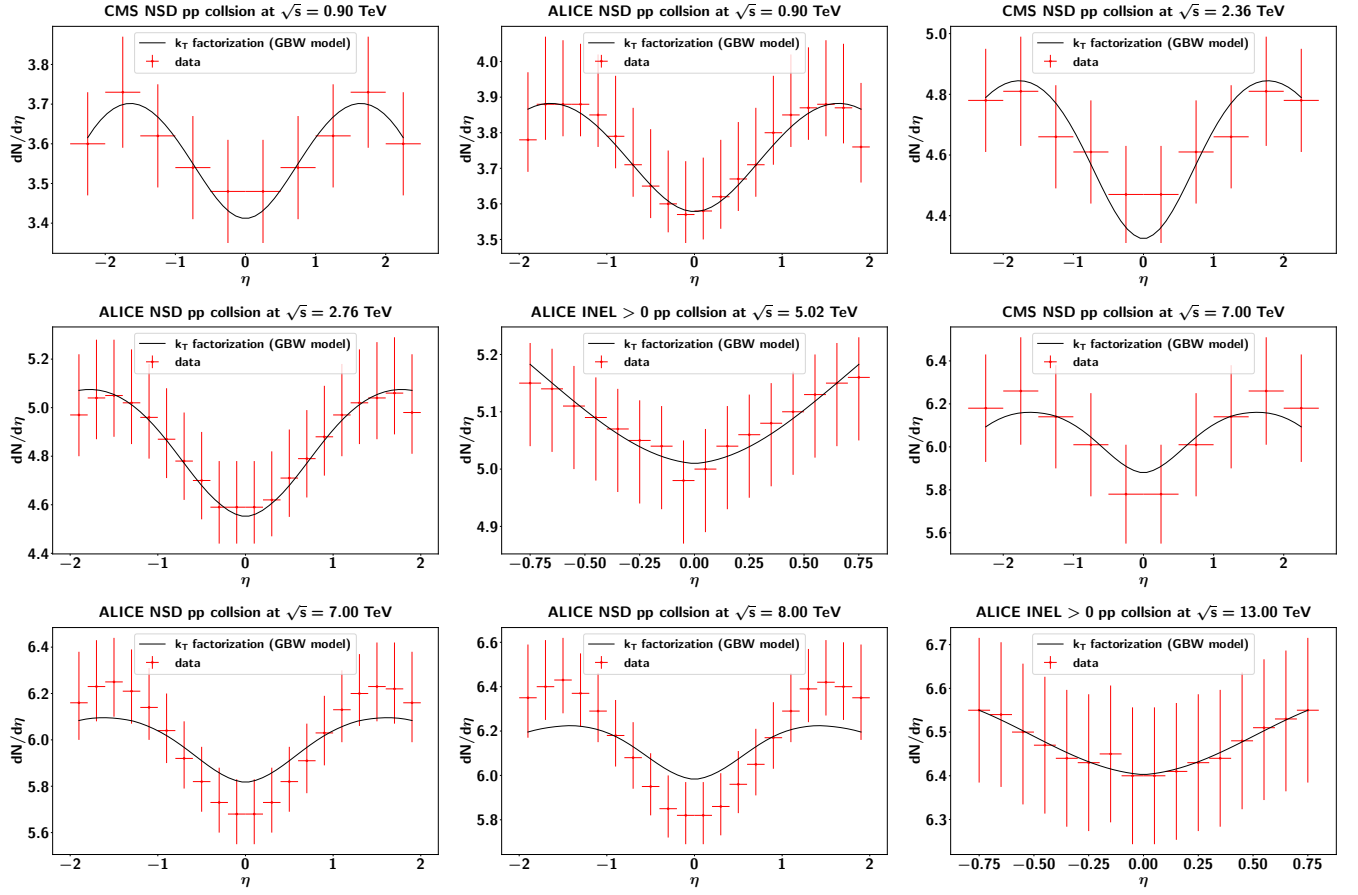 CMS NSD pp collsion at √s = 0.90 TeV
k_T factorization (GBW model)
data
dN/dη
3.8
3.7
3.6
3.5
3.4
−2 −1 0 1 2
η
ALICE NSD pp collsion at √s = 0.90 TeV
k_T factorization (GBW model)
data
dN/dη
4.0
3.9
3.8
3.7
3.6
3.5
−2 −1 0 1 2
η
CMS NSD pp collsion at √s = 2.36 TeV
k_T factorization (GBW model)
data
dN/dη
5.0
4.8
4.6
4.4
−2 −1 0 1 2
η
ALICE NSD pp collsion at √s = 2.76 TeV
k_T factorization (GBW model)
data
dN/dη
5.2
5.0
4.8
4.6
4.4
−2 −1 0 1 2
η
ALICE INEL > 0 pp collsion at √s = 5.02 TeV
k_T factorization (GBW model)
data
dN/dη
5.2
5.1
5.0
4.9
−0.75 −0.50 −0.25 0.00 0.25 0.50 0.75
η
CMS NSD pp collsion at √s = 7.00 TeV
k_T factorization (GBW model)
data
dN/dη
6.4
6.2
6.0
5.8
5.6
−2 −1 0 1 2
η
ALICE NSD pp collsion at √s = 7.00 TeV
k_T factorization (GBW model)
data
dN/dη
6.4
6.2
6.0
5.8
5.6
−2 −1 0 1 2
η
ALICE NSD pp collsion at √s = 8.00 TeV
k_T factorization (GBW model)
data
dN/dη
6.6
6.4
6.2
6.0
5.8
−2 −1 0 1 2
η
ALICE INEL > 0 pp collsion at √s = 13.00 TeV
k_T factorization (GBW model)
data
dN/dη
6.7
6.6
6.5
6.4
6.3
−0.75 −0.50 −0.25 0.00 0.25 0.50 0.75
η